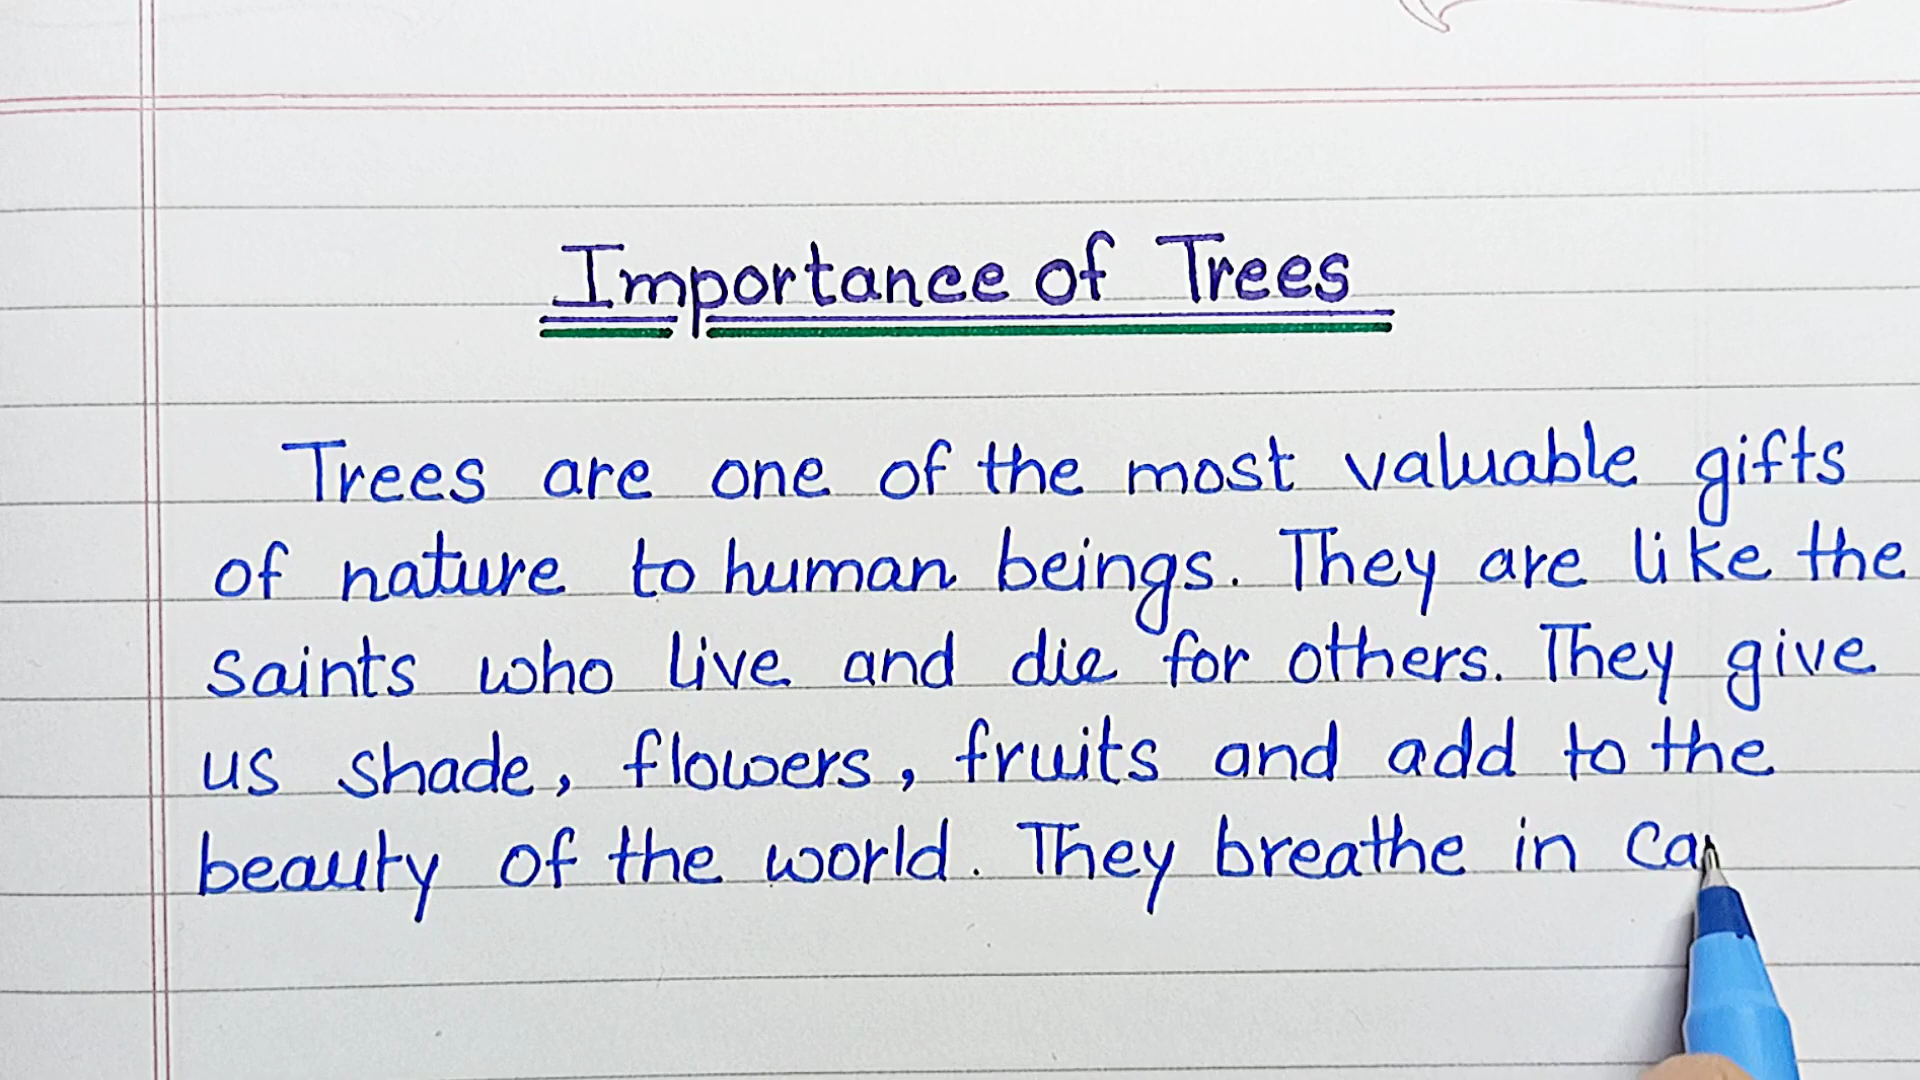 Importance of Trees
Trees are one of the most valuable gifts
of nature to human beings. They are like the
saints who live and die for others. They give
us shade, flowers, fruits and add to the
beauty of the world. They breathe in ca